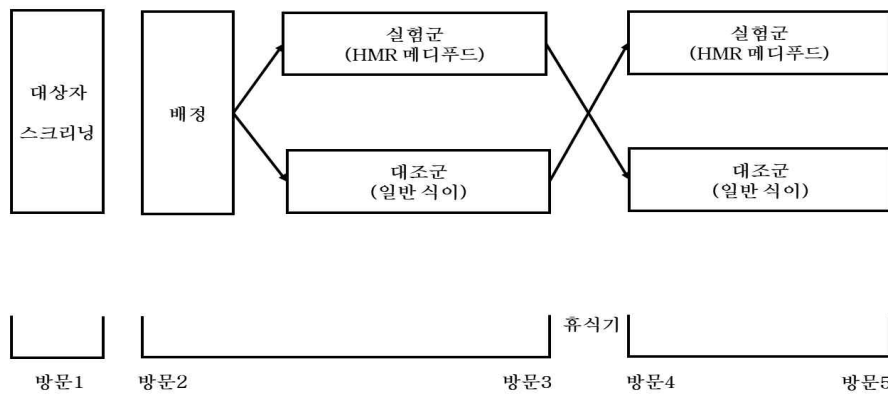 대상자
스크리닝
배정
실험군
(HMR 메디푸드)
대조군
(일반 식이)
실험군
(HMR 메디푸드)
대조군
(일반 식이)
휴식기
방문1
방문2
방문3
방문4
방문5